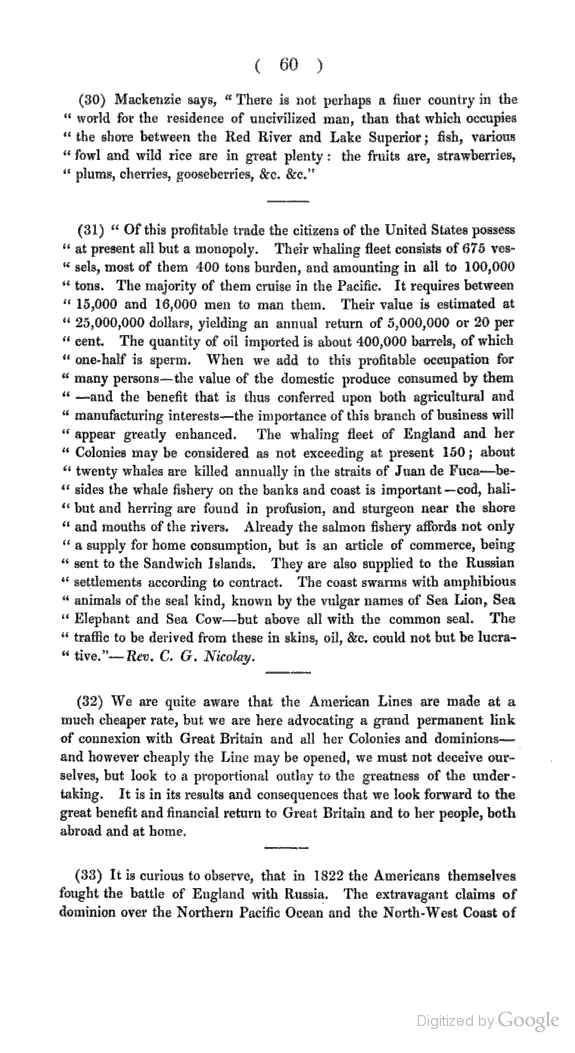 ( 60 )
(30) Mackenzie says, “ There is not perhaps a finer country in the
“ world for the residence of uncivilized man, than that which occupies
“ the shore between the Red River and Lake Superior; fish, various
“ fowl and wild rice are in great plenty: the fruits are, strawberries,
“ plums, cherries, gooseberries, &c. &c.”
(31) “ Of this profitable trade the citizens of the United States possess
“ at present all but a monopoly. Their whaling fleet consists of 675 ves-
“ sels, most of them 400 tons burden, and amounting in all to 100,000
“ tons. The majority of them cruise in the Pacific. It requires between
“ 15,000 and 16,000 men to man them. Their value is estimated at
“ 25,000,000 dollars, yielding an annual return of 5,000,000 or 20 per
“ cent. The quantity of oil imported is about 400,000 barrels, of which
“ one-half is sperm. When we add to this profitable occupation for
“ many persons—the value of the domestic produce consumed by them
“ —and the benefit that is thus conferred upon both agricultural and
“ manufacturing interests—the importance of this branch of business will
“ appear greatly enhanced. The whaling fleet of England and her
“ Colonies may be considered as not exceeding at present 150; about
“ twenty whales are killed annually in the straits of Juan de Fuca—be-
“ sides the whale fishery on the banks and coast is important—cod, hali-
“ but and herring are found in profusion, and sturgeon near the shore
“ and mouths of the rivers. Already the salmon fishery affords not only
“ a supply for home consumption, but is an article of commerce, being
“ sent to the Sandwich Islands. They are also supplied to the Russian
“ settlements according to contract. The coast swarms with amphibious
“ animals of the seal kind, known by the vulgar names of Sea Lion, Sea
“ Elephant and Sea Cow—but above all with the common seal. The
“ traffic to be derived from these in skins, oil, &c. could not but be lucra-
“ tive.”—Rev. C. G. Nicolay.
(32) We are quite aware that the American Lines are made at a
much cheaper rate, but we are here advocating a grand permanent link
of connexion with Great Britain and all her Colonies and dominions—
and however cheaply the Line may be opened, we must not deceive our-
selves, but look to a proportional outlay to the greatness of the under-
taking. It is in its results and consequences that we look forward to the
great benefit and financial return to Great Britain and to her people, both
abroad and at home.
(33) It is curious to observe, that in 1822 the Americans themselves
fought the battle of England with Russia. The extravagant claims of
dominion over the Northern Pacific Ocean and the North-West Coast of
Digitized by Google